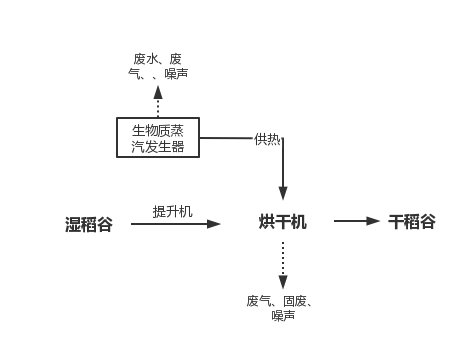 废水、废
气、、噪声
生物质蒸
汽发生器
供热
提升机
湿稻谷
烘干机
干稻谷
废气、固废、
噪声